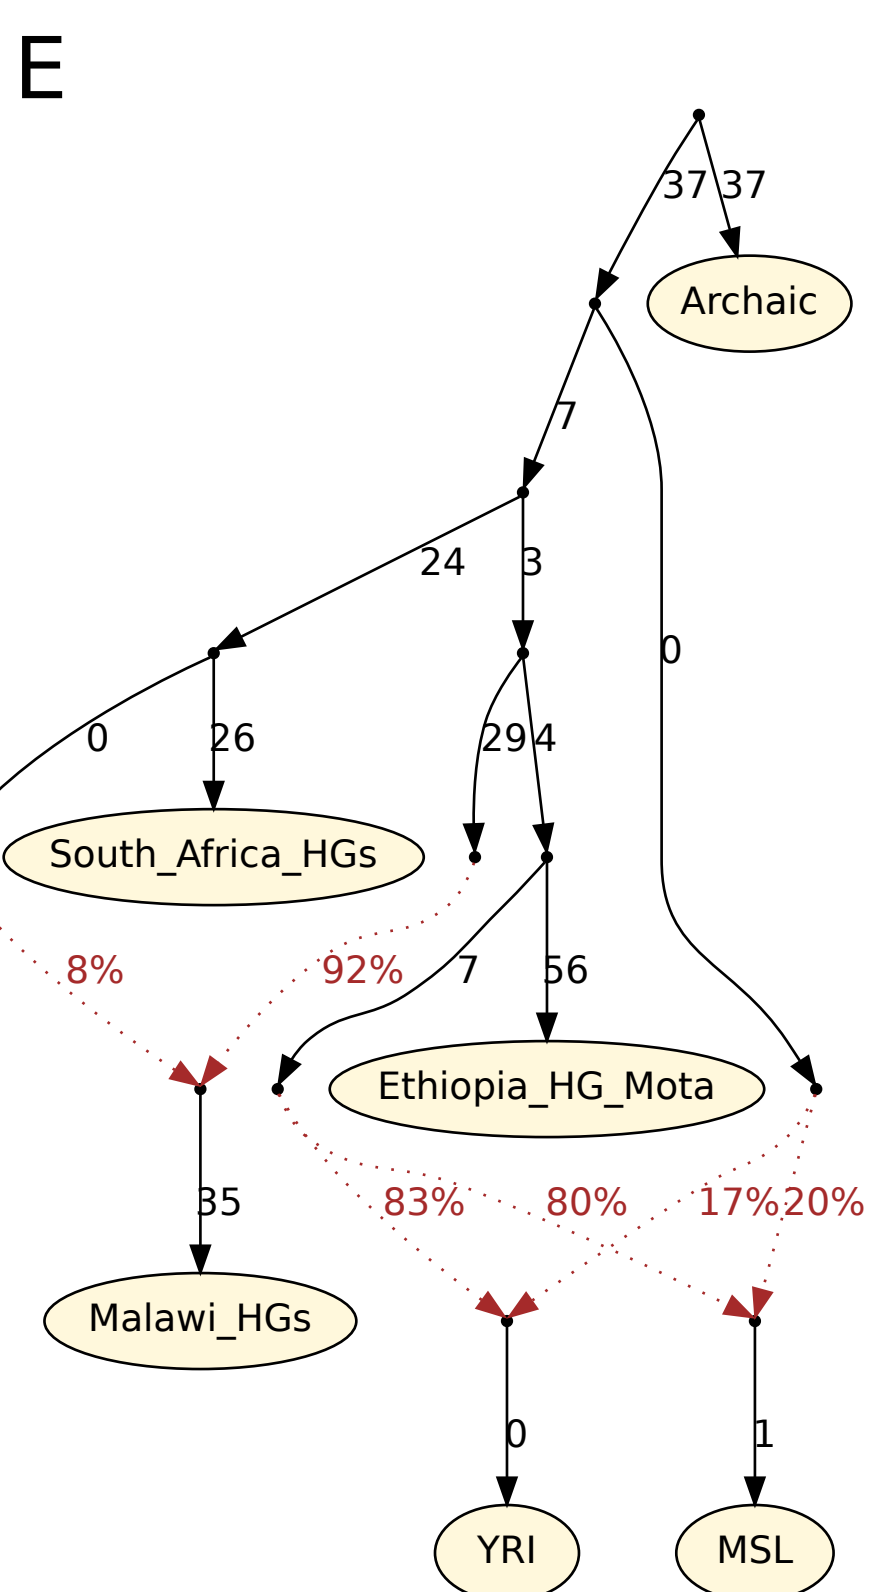 E
37 37
Archaic
7
24 3
0
0 26 29 4
South_Africa_HGs
8% 92% 7 56
Ethiopia_HG_Mota
35 83% 80% 17% 20%
Malawi_HGs
0 1
YRI MSL